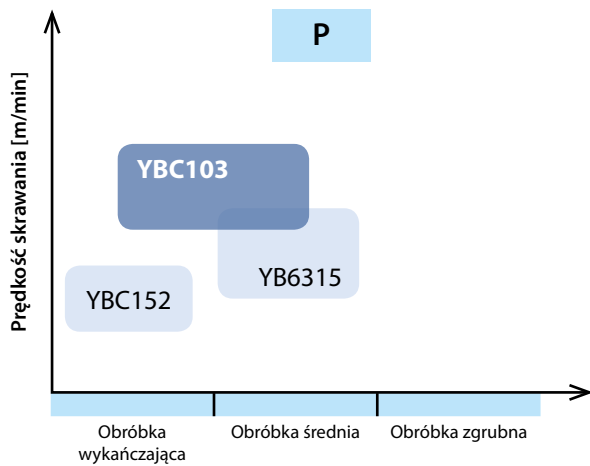 P
Prędkość skrawania [m/min]
YBC103
YB6315
YBC152
Obróbka
wykańczająca
Obróbka średnia
Obróbka zgrubna